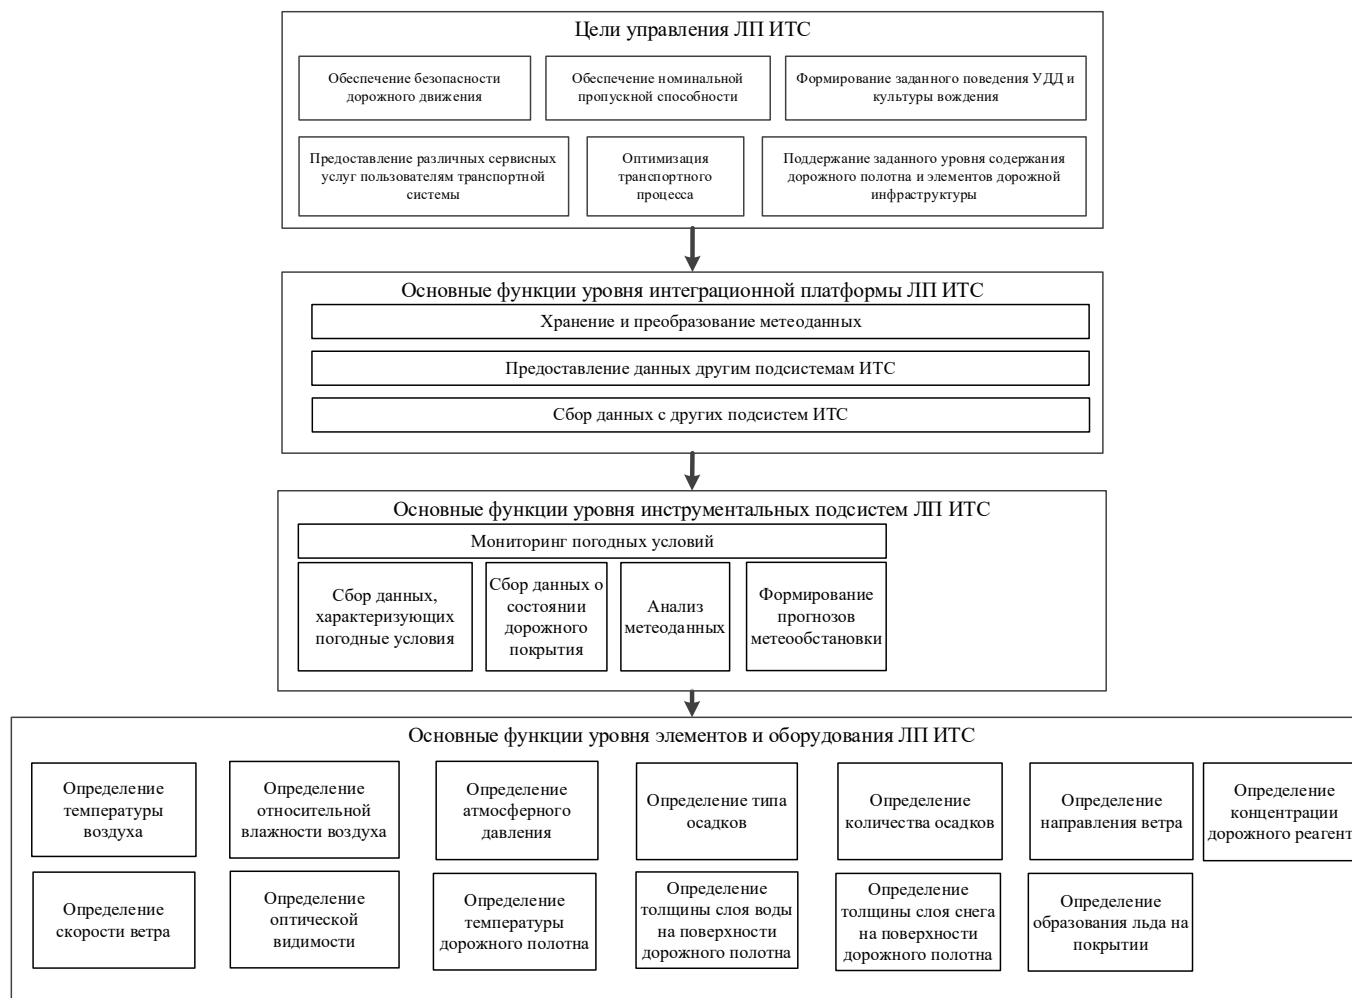 Цели управления ЛП ИТС
Обеспечение безопасности
дорожного движения
Обеспечение номинальной
пропускной способности
Формирование заданного поведения УДД и
культуры вождения
Предоставление различных сервисных
услуг пользователям транспортной
системы
Оптимизация
транспортного
процесса
Поддержание заданного уровня содержания
дорожного полотна и элементов дорожной
инфраструктуры
Основные функции уровня интеграционной платформы ЛП ИТС
Хранение и преобразование метеоданных
Предоставление данных другим подсистемам ИТС
Сбор данных с других подсистем ИТС
Основные функции уровня инструментальных подсистем ЛП ИТС
Мониторинг погодных условий
Сбор данных,
характеризующих
погодные условия
Сбор данных о
состоянии
дорожного
покрытия
Анализ
метеоданных
Формирование
прогнозов
метеообстановки
Основные функции уровня элементов и оборудования ЛП ИТС
Определение
температуры
воздуха
Определение
относительной
влажности воздуха
Определение
атмосферного
давления
Определение типа
осадков
Определение
количества осадков
Определение
направления ветра
Определение
концентрации
дорожного реагент
Определение
скорости ветра
Определение
оптической
видимости
Определение
температуры
дорожного полотна
Определение
толщины слоя воды
на поверхности
дорожного полотна
Определение
толщины слоя снега
на поверхности
дорожного полотна
Определение
образования льда на
покрытии